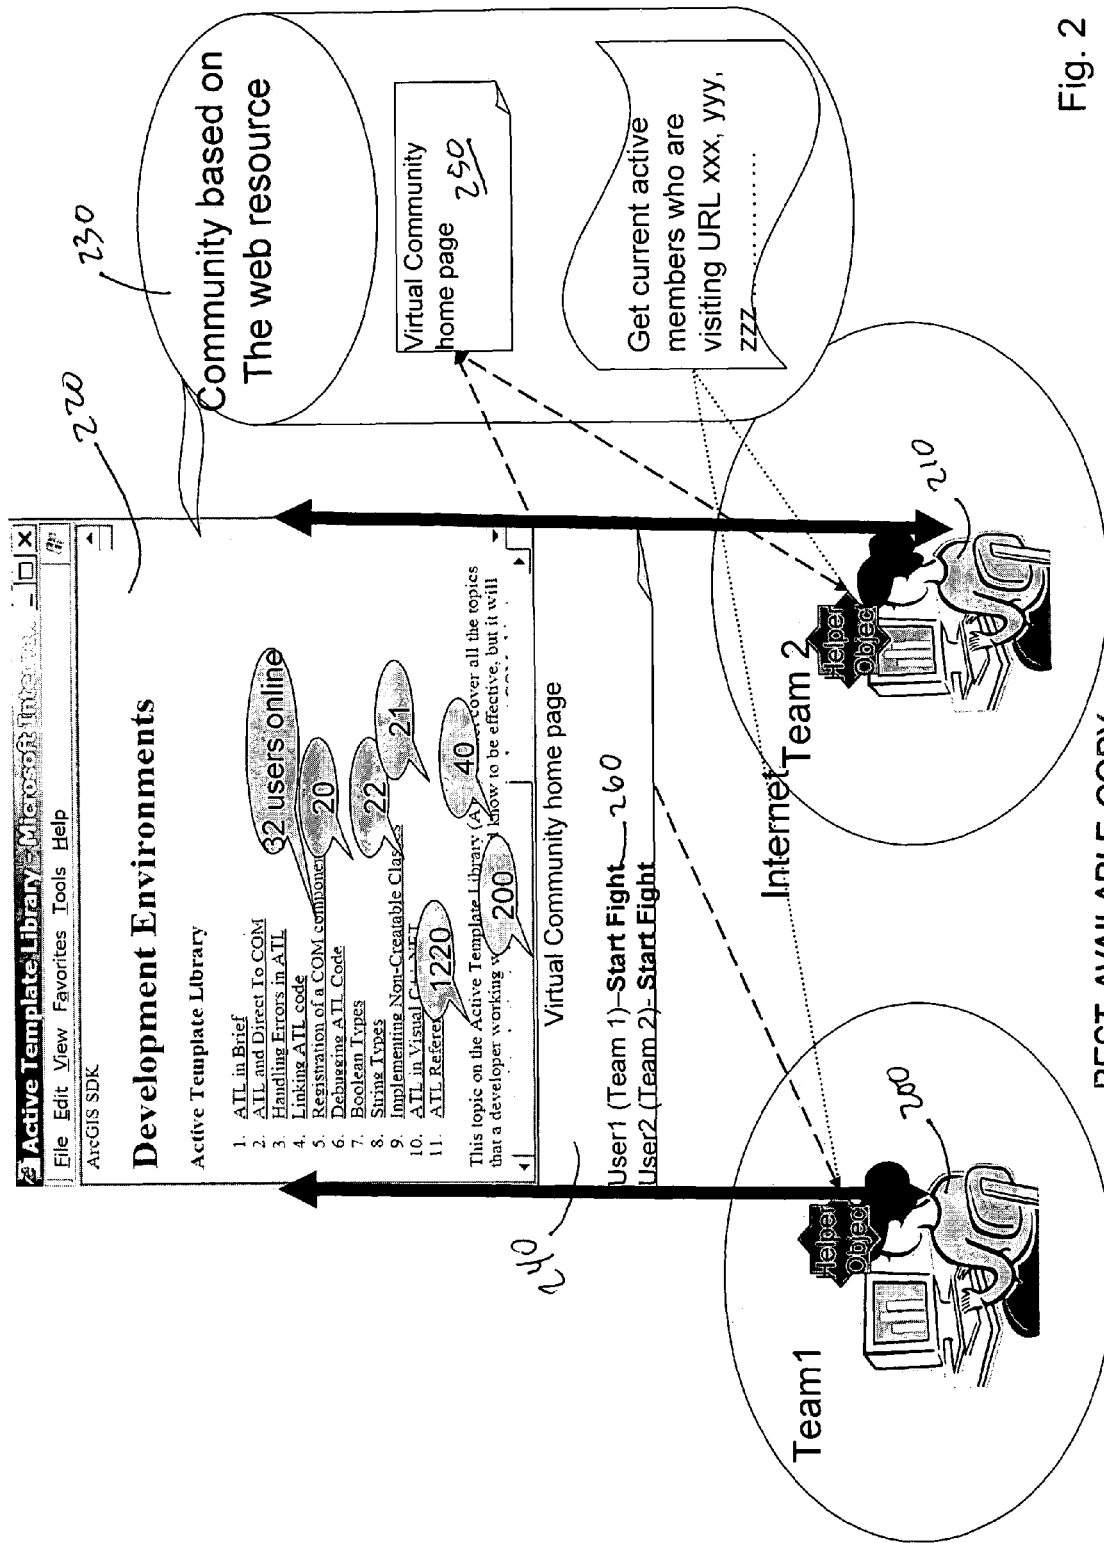 Active Template Library - Microsoft
File Edit View Favorites Tools Help
ArcGIS SDK
Development Environments
Active Template Library
1. ATL in Brief
2. ATL and Direct To COM
3. Handling Errors in ATL
4. Linking ATL code
5. Registration of a COM component
6. Debugging ATL Code
7. Boolean Types
8. String Types
9. Implementing Non-Creatable Classes
10. ATL in Visual C++ .NET
11. ATL Refere
32 users online
20
22
21
1220
40
200
This topic on the Active Template Library (A cover all the topics
that a developer working w d know to be effective, but it will
220
230
Community based on
The web resource
Virtual Community
home page 250
Get current active
members who are
visiting URL xxx, yyy,
zzz..................
240
Virtual Community home page
User1 (Team 1)–Start Fight 260
User2 (Team 2)- Start Fight
Internet
Team1
Helper
Object
200
Team 2
Helper
Object
210
Fig. 2
BEST AVAILABLE COPY